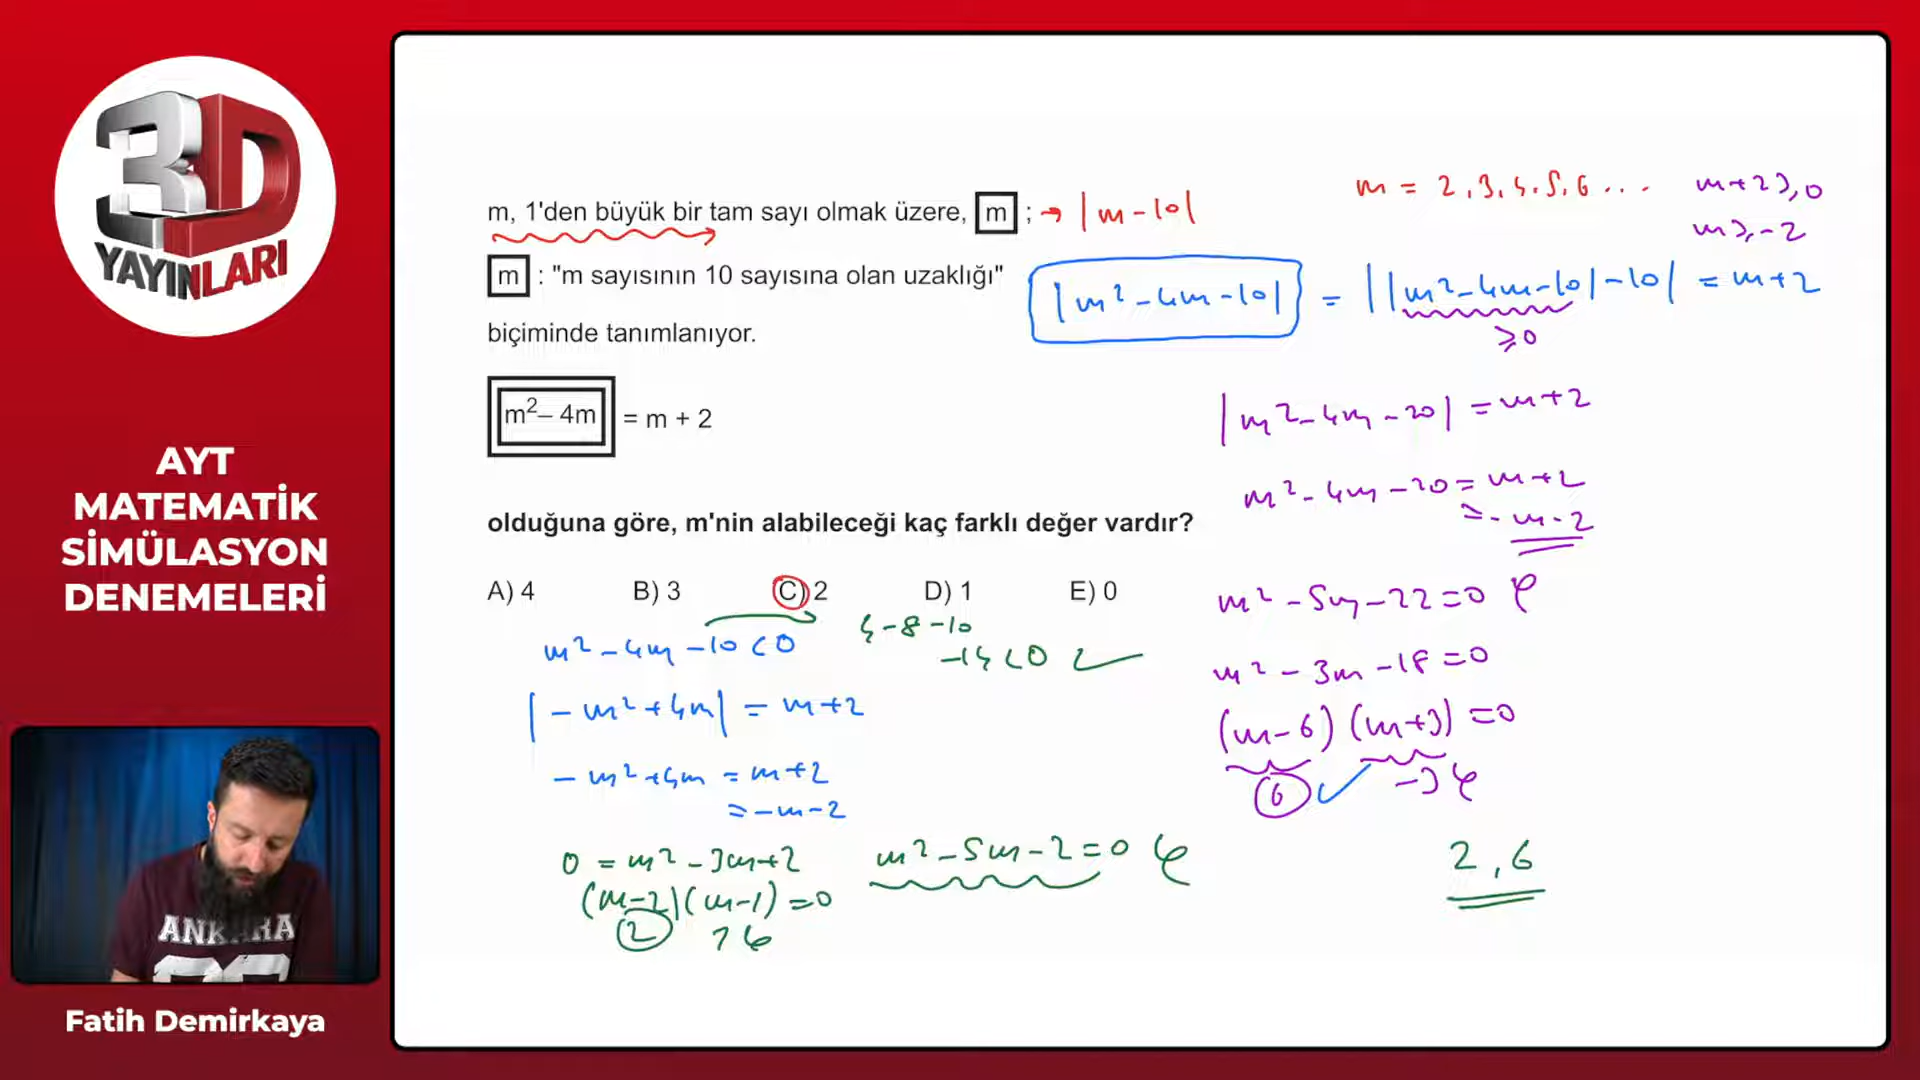 3D
YAYINLARI
AYT
MATEMATİK
SİMÜLASYON
DENEMELERİ
ANKARA
Fatih Demirkaya
m, 1'den büyük bir tam sayı olmak üzere, m ; → |m-10|
m : "m sayısının 10 sayısına olan uzaklığı"
biçiminde tanımlanıyor.
m²– 4m = m + 2
olduğuna göre, m'nin alabileceği kaç farklı değer vardır?
A) 4 B) 3 C) 2 D) 1 E) 0
m = 2,3,4,5,6...
m+2≥0
m≥-2
|m²-4m-10| = ||m²-4m-10|-10| = m+2
≥0
|m²-4m-20| = m+2
m²-4m-20 = m+2
= -m-2
m²-5m-22=0
m²-3m-18=0
(m-6)(m+3)=0
6 -3
m²-4m-10<0
4-8-10
-14<0
|-m²+4m| = m+2
-m²+4m = m+2
= -m-2
0 = m²-3m+2
(m-2)(m-1)=0
2 1
m²-5m-2=0
2,6